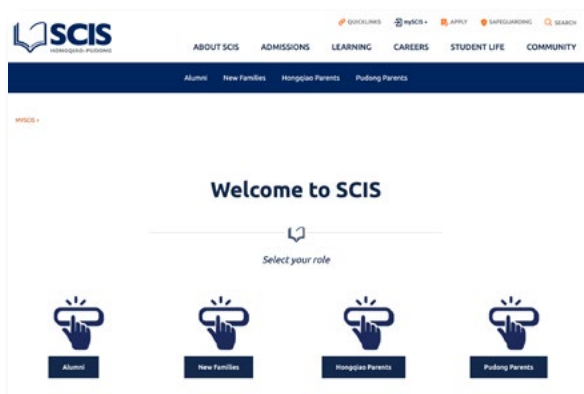 SCIS
HONGQIAO-PUDONG
QUICKLINKS mySCIS APPLY SAFEGUARDING SEARCH
ABOUT SCIS ADMISSIONS LEARNING CAREERS STUDENT LIFE COMMUNITY
Alumni New Families Hongqiao Parents Pudong Parents
MYSCIS
Welcome to SCIS
Select your role
Alumni New Families Hongqiao Parents Pudong Parents